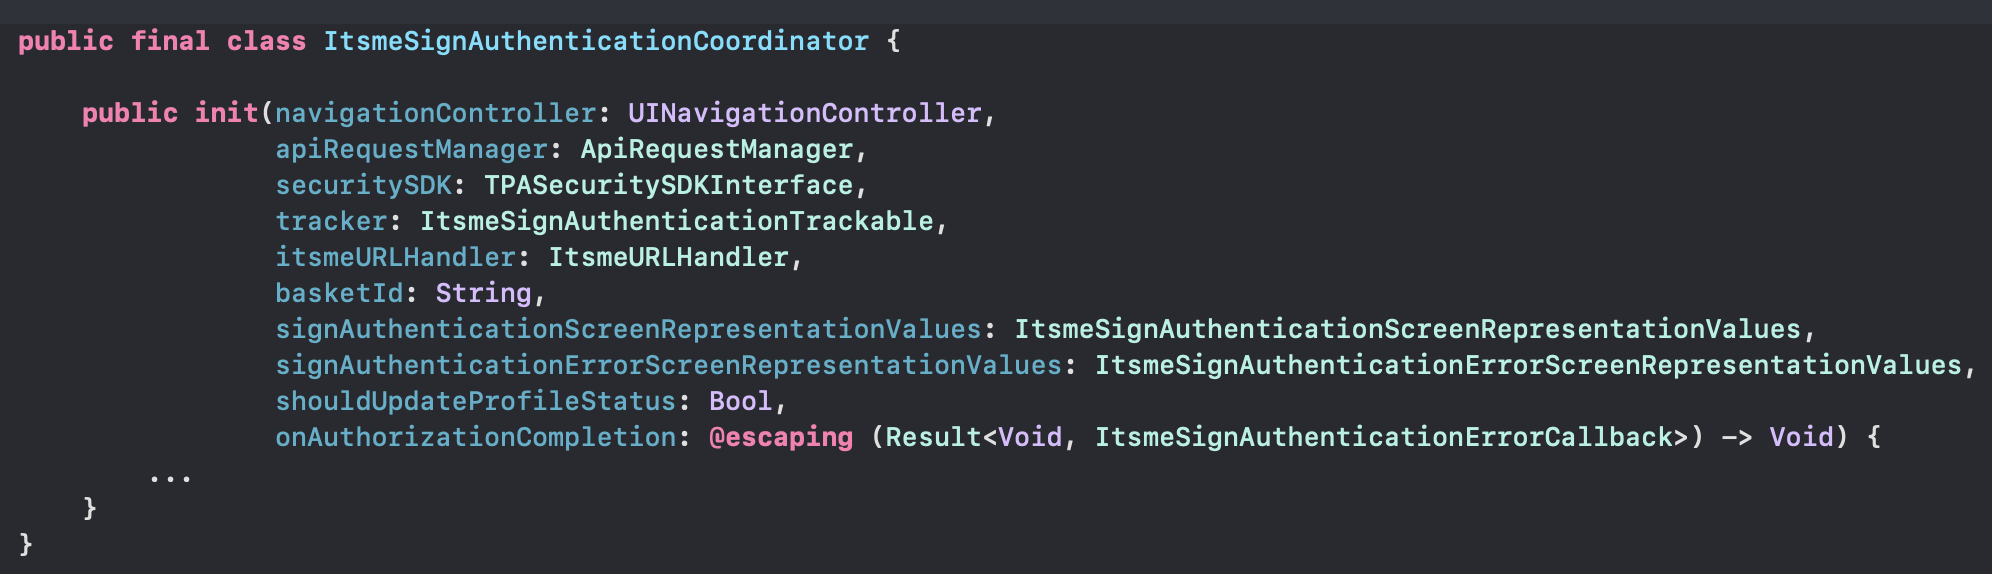 public final class ItsmeSignAuthenticationCoordinator {
public init(navigationController: UINavigationController,
apiRequestManager: ApiRequestManager,
securitySDK: TPASecuritySDKInterface,
tracker: ItsmeSignAuthenticationTrackable,
itsmeURLHandler: ItsmeURLHandler,
basketId: String,
signAuthenticationScreenRepresentationValues: ItsmeSignAuthenticationScreenRepresentationValues,
signAuthenticationErrorScreenRepresentationValues: ItsmeSignAuthenticationErrorScreenRepresentationValues,
shouldUpdateProfileStatus: Bool,
onAuthorizationCompletion: @escaping (Result<Void, ItsmeSignAuthenticationErrorCallback>) -> Void) {
...
}
}